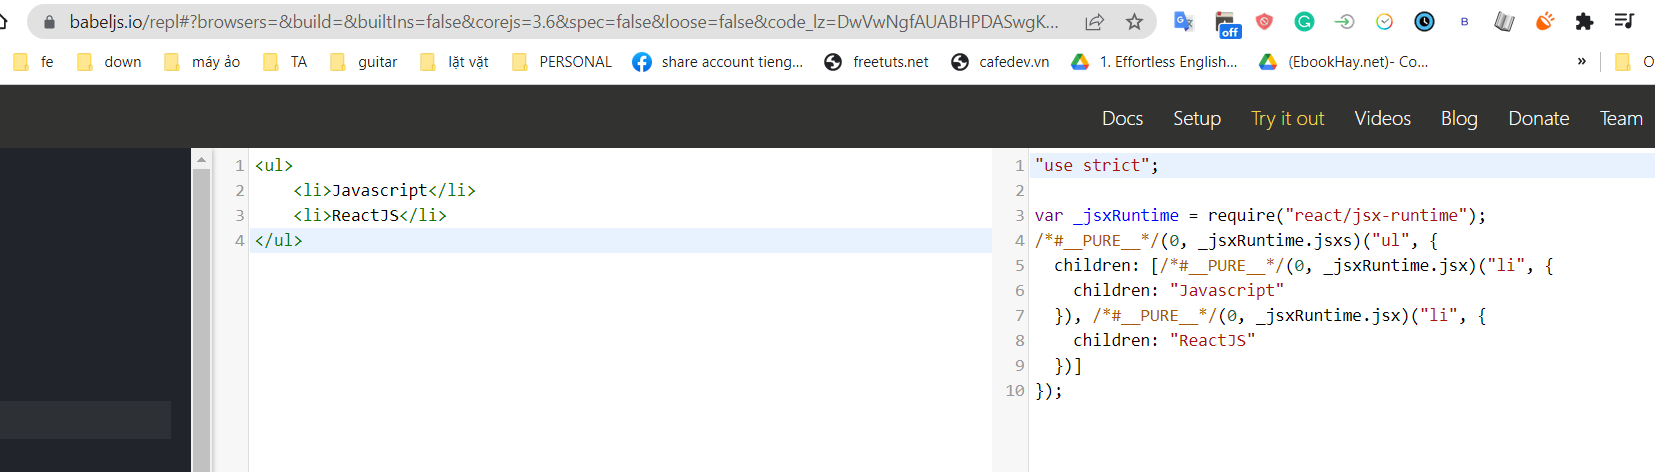 babeljs.io/repl#?browsers=&build=&builtIns=false&corejs=3.6&spec=false&loose=false&code_lz=DwVwNgfAUABHPDASwgK...
off
B
fe down máy ảo TA guitar lặt vặt PERSONAL share account tieng... freetuts.net cafedev.vn 1. Effortless English... (EbookHay.net)- Co... » O
Docs Setup Try it out Videos Blog Donate Team
1 <ul>
2 <li>Javascript</li>
3 <li>ReactJS</li>
4 </ul>
1 "use strict";
2
3 var _jsxRuntime = require("react/jsx-runtime");
4 /*#__PURE__*/(0, _jsxRuntime.jsxs)("ul", {
5 children: [/*#__PURE__*/(0, _jsxRuntime.jsx)("li", {
6 children: "Javascript"
7 }), /*#__PURE__*/(0, _jsxRuntime.jsx)("li", {
8 children: "ReactJS"
9 })]
10 });